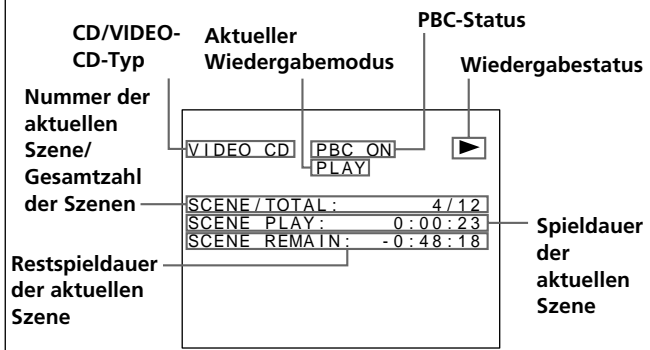 PBC-Status
CD/VIDEO-
CD-Typ
Aktueller
Wiedergabemodus
Wiedergabestatus
Nummer der
aktuellen
Szene/
Gesamtzahl
der Szenen
VIDEO CD PBC ON
PLAY
SCENE/TOTAL: 4/12
SCENE PLAY: 0:00:23
SCENE REMAIN: -0:48:18
Spieldauer
der
aktuellen
Szene
Restspieldauer
der aktuellen
Szene